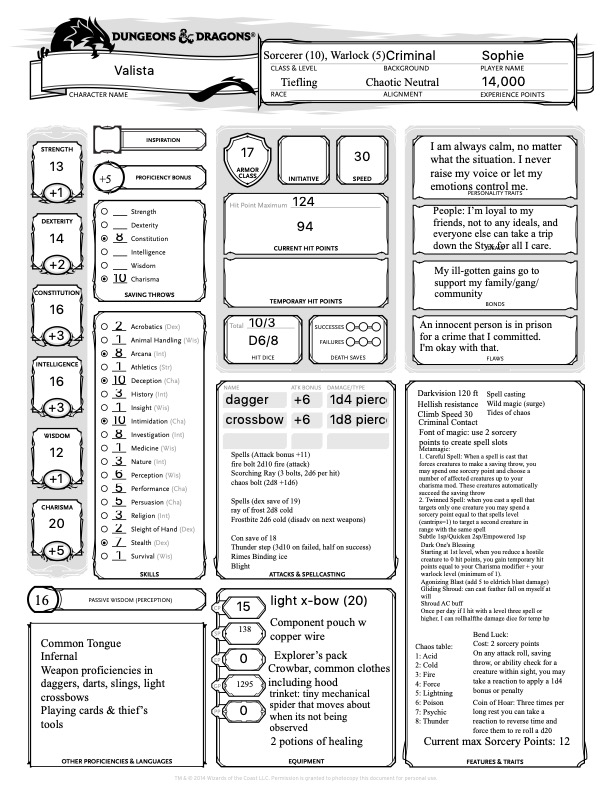 DUNGEONS & DRAGONS®
Valista
CHARACTER NAME
Sorcerer (10), Warlock (5) Criminal Sophie
CLASS & LEVEL BACKGROUND PLAYER NAME
Tiefling Chaotic Neutral 14,000
RACE ALIGNMENT EXPERIENCE POINTS
STRENGTH
13
+1
DEXTERITY
14
+2
CONSTITUTION
16
+3
INTELLIGENCE
16
+3
WISDOM
12
+1
CHARISMA
20
+5
INSPIRATION
+5 PROFICIENCY BONUS
Strength
Dexterity
8 Constitution
Intelligence
Wisdom
10 Charisma
SAVING THROWS
2 Acrobatics (Dex)
1 Animal Handling (Wis)
8 Arcana (Int)
1 Athletics (Str)
10 Deception (Cha)
3 History (Int)
1 Insight (Wis)
10 Intimidation (Cha)
8 Investigation (Int)
1 Medicine (Wis)
3 Nature (Int)
6 Perception (Wis)
5 Performance (Cha)
5 Persuasion (Cha)
3 Religion (Int)
2 Sleight of Hand (Dex)
7 Stealth (Dex)
1 Survival (Wis)
SKILLS
16 PASSIVE WISDOM (PERCEPTION)
Common Tongue
Infernal
Weapon proficiencies in
daggers, darts, slings, light
crossbows
Playing cards & thief's
tools
OTHER PROFICIENCIES & LANGUAGES
17
ARMOR
CLASS
INITIATIVE
30
SPEED
Hit Point Maximum 124
94
CURRENT HIT POINTS
TEMPORARY HIT POINTS
Total 10/3
D6/8
HIT DICE
SUCCESSES
FAILURES
DEATH SAVES
NAME ATK BONUS DAMAGE/TYPE
dagger +6 1d4 pierc
crossbow +6 1d8 pierc
Spells (Attack bonus +11)
fire bolt 2d10 fire (attack)
Scorching Ray (3 bolts, 2d6 per hit)
chaos bolt (2d8 +1d6)
Spells (dex save of 19)
ray of frost 2d8 cold
Frostbite 2d6 cold (disadv on next weapons)
Con save of 18
Thunder step (3d10 on failed, half on success)
Rimes Binding ice
Blight
ATTACKS & SPELLCASTING
15
138
0
1295
0
light x-bow (20)
Component pouch w
copper wire
Explorer's pack
Crowbar, common clothes
including hood
trinket: tiny mechanical
spider that moves about
when its not being
observed
2 potions of healing
EQUIPMENT
I am always calm, no matter
what the situation. I never
raise my voice or let my
emotions control me.
PERSONALITY TRAITS
People: I'm loyal to my
friends, not to any ideals, and
everyone else can take a trip
down the Styx for all I care.
My ill-gotten gains go to
support my family/gang/
community
BONDS
An innocent person is in prison
for a crime that I committed.
I'm okay with that.
FLAWS
Darkvision 120 ft
Hellish resistance
Climb Speed 30
Criminal Contact
Spell casting
Wild magic (surge)
Tides of chaos
Font of magic: use 2 sorcery
points to create spell slots
Metamagic:
1. Careful Spell: When a spell is cast that
forces creatures to make a saving throw, you
may spend one sorcery point and choose a
number of affected creatures up to your
charisma mod. These creatures automatically
succeed the saving throw
2. Twinned Spell: when you cast a spell that
targets only one creature you may spend a
sorcery point equal to that spells level
(cantrips=1) to target a second creature
in range with the same spell
Subtle 1sp/Quicken 2sp/Empowered 1sp
Dark One's Blessing
Starting at 1st level, when you reduce a hostile
creature to 0 hit points, you gain temporary hit
points equal to your Charisma modifier + your
warlock level (minimum of 1).
Agonizing Blast (add 5 to eldritch blast damage)
Gliding Shroud: can cast feather fall on myself at
will
Shroud AC buff
Once per day if I hit with a level three spell or
higher, I can rollhalfthe damage dice for temp hp
Chaos table:
1: Acid
2: Cold
3: Fire
4: Force
5: Lightning
6: Poison
7: Psychic
8: Thunder
Bend Luck:
Cost: 2 sorcery points
On any attack roll, saving
throw, or ability check for a
creature within sight, you may
take a reaction to apply a 1d4
bonus or penalty
Coin of Hoar: Three times per
long rest you can take a
reaction to reverse time and
force them to re roll a d20
Current max Sorcery Points: 12
FEATURES & TRAITS
TM & © 2014 Wizards of the Coast LLC. Permission is granted to photocopy this document for personal use.